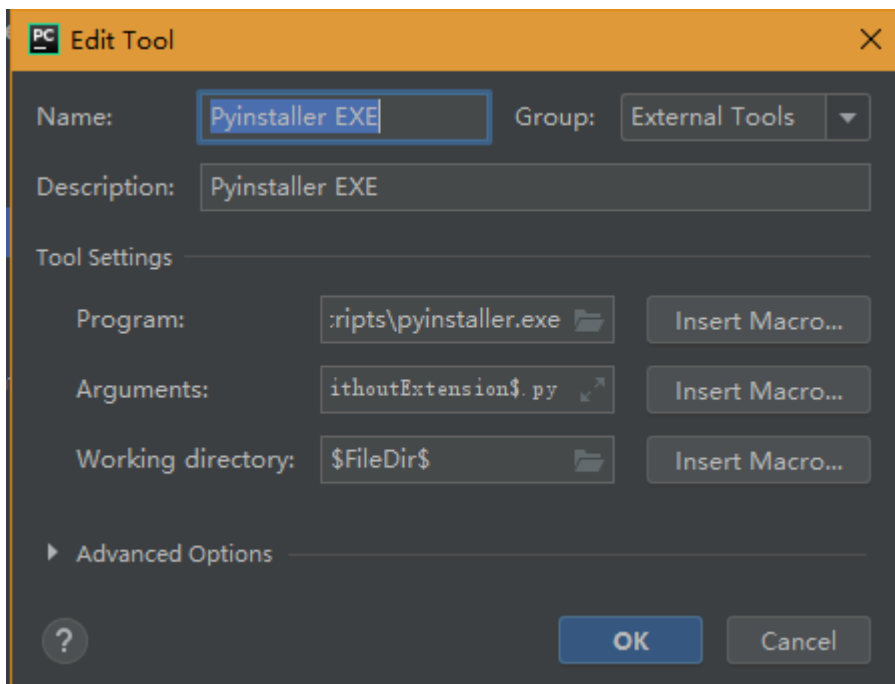 PC Edit Tool
Name: Pyinstaller EXE Group: External Tools
Description: Pyinstaller EXE
Tool Settings
Program: ripts\pyinstaller.exe Insert Macro...
Arguments: ithoutExtension$.py Insert Macro...
Working directory: $FileDir$ Insert Macro...
Advanced Options
? OK Cancel